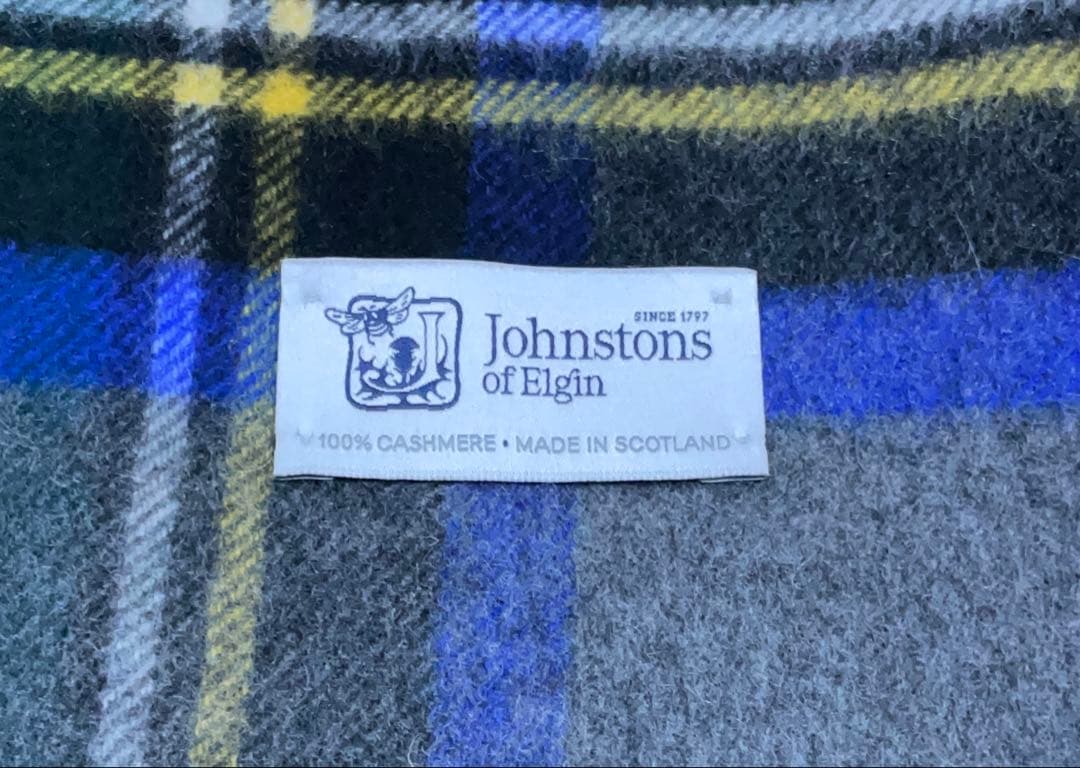 SINCE 1797
Johnstons
of Elgin
100% CASHMERE • MADE IN SCOTLAND